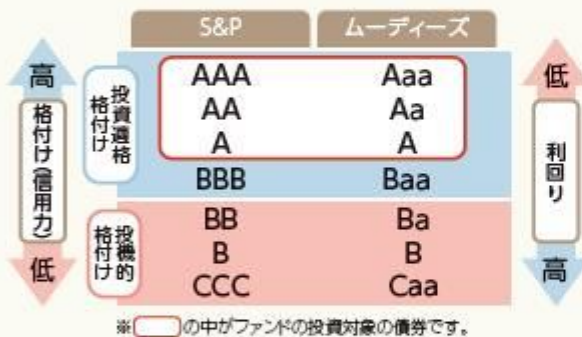 S&P ムーディーズ
高
格付け(信用力)
低
投資適格
格付け
AAA Aaa
AA Aa
A A
BBB Baa
投機的
格付け
BB Ba
B B
CCC Caa
低
利回り
高
※ の中がファンドの投資対象の債券です。